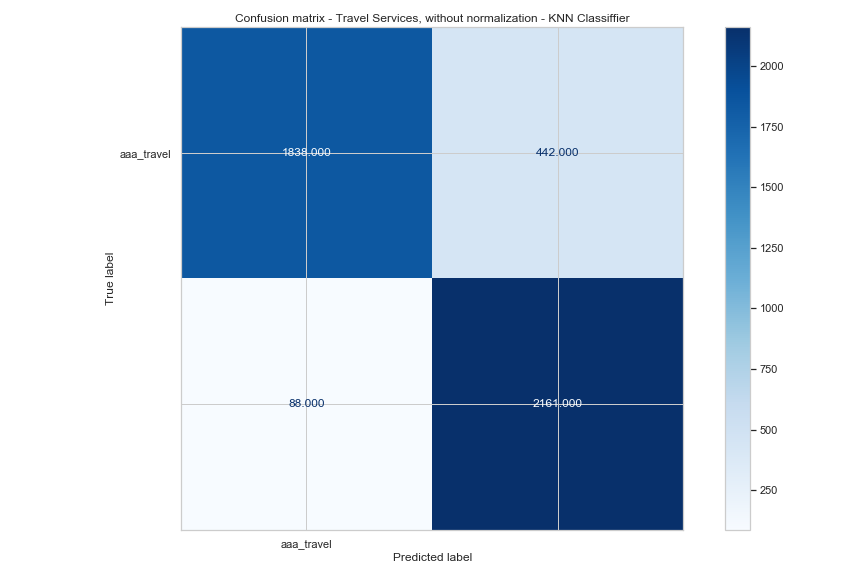 Confusion matrix - Travel Services, without normalization - KNN Classiffier
aaa_travel
1838.000
442.000
88.000
2161.000
True label
aaa_travel
Predicted label
2000
1750
1500
1250
1000
750
500
250